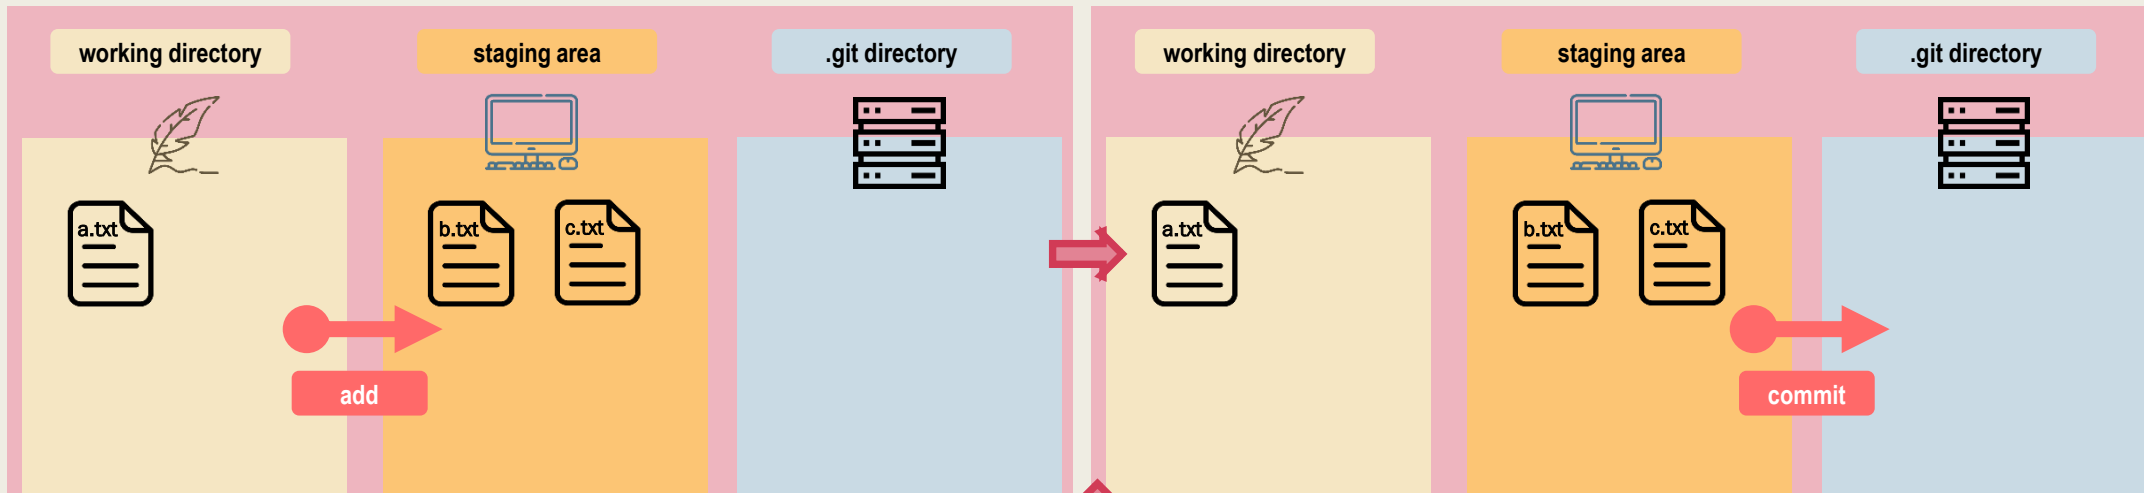 working directory
staging area
.git directory
a.txt
b.txt
c.txt
add
working directory
staging area
.git directory
a.txt
b.txt
c.txt
commit